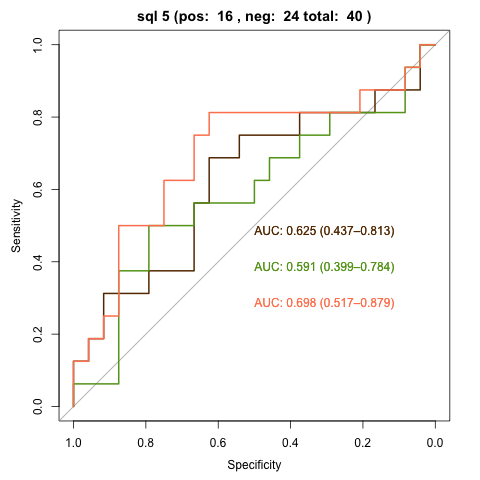 sql 5 (pos:  16 , neg:  24 total:  40 )
Sensitivity
1.0
0.8
0.6
0.4
0.2
0.0
AUC: 0.625 (0.437–0.813)
AUC: 0.591 (0.399–0.784)
AUC: 0.698 (0.517–0.879)
1.0 0.8 0.6 0.4 0.2 0.0
Specificity